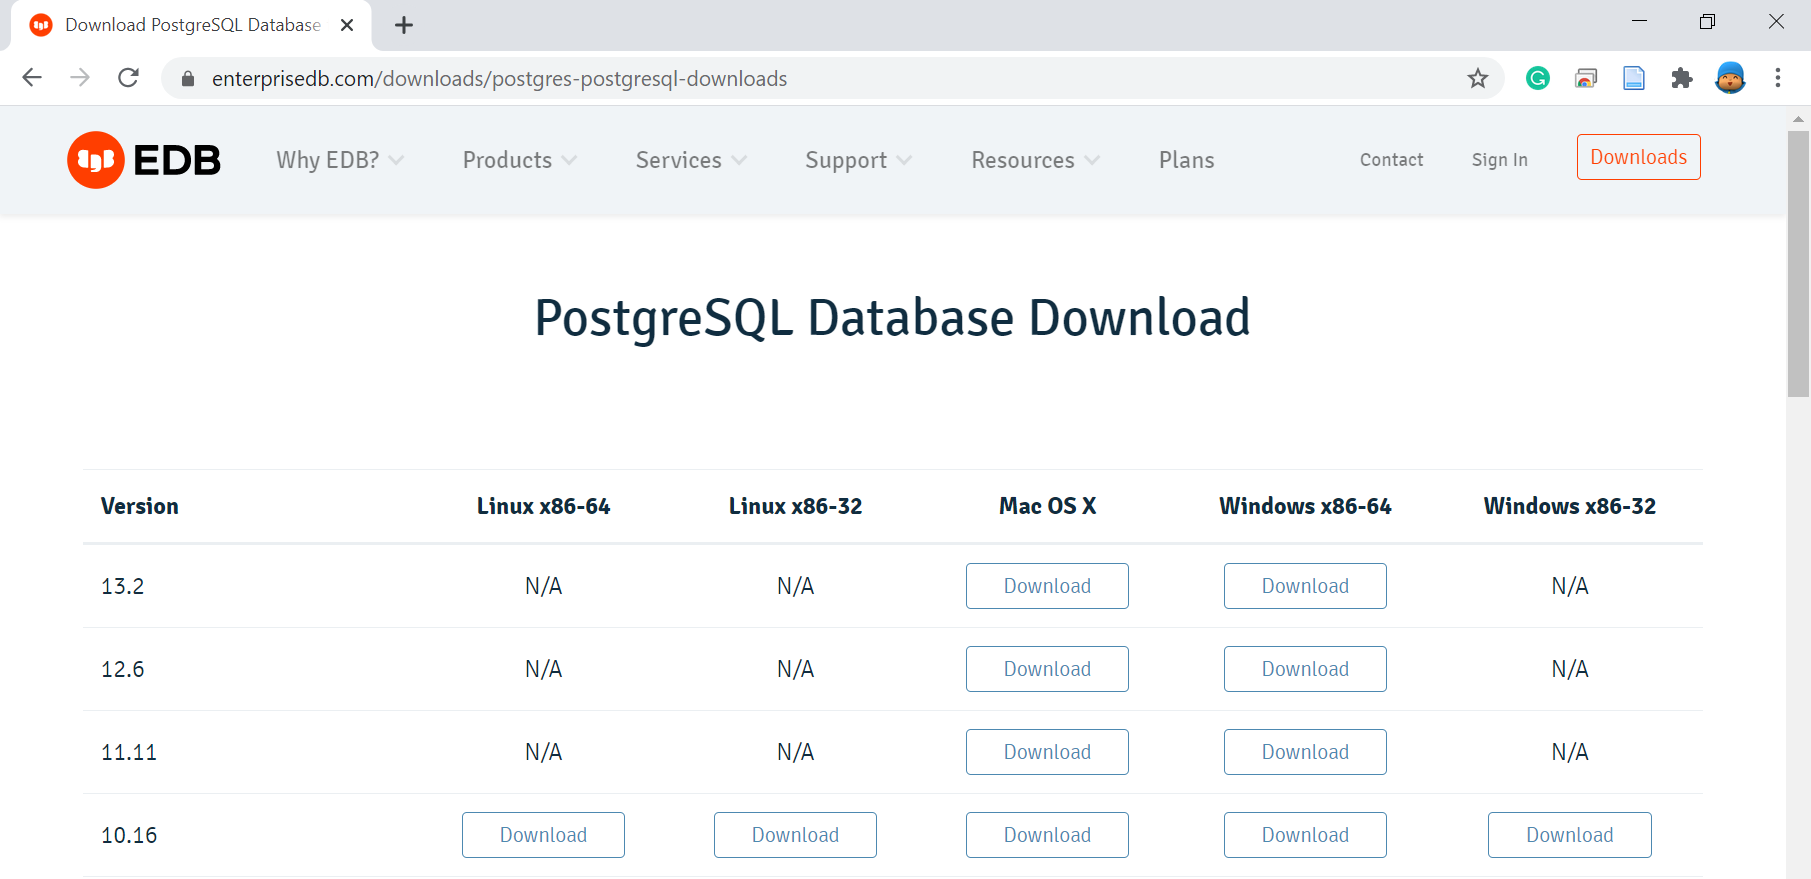 Download PostgreSQL Database
enterprisedb.com/downloads/postgres-postgresql-downloads
EDB Why EDB? Products Services Support Resources Plans Contact Sign In Downloads
PostgreSQL Database Download
Version Linux x86-64 Linux x86-32 Mac OS X Windows x86-64 Windows x86-32
13.2 N/A N/A Download Download N/A
12.6 N/A N/A Download Download N/A
11.11 N/A N/A Download Download N/A
10.16 Download Download Download Download Download